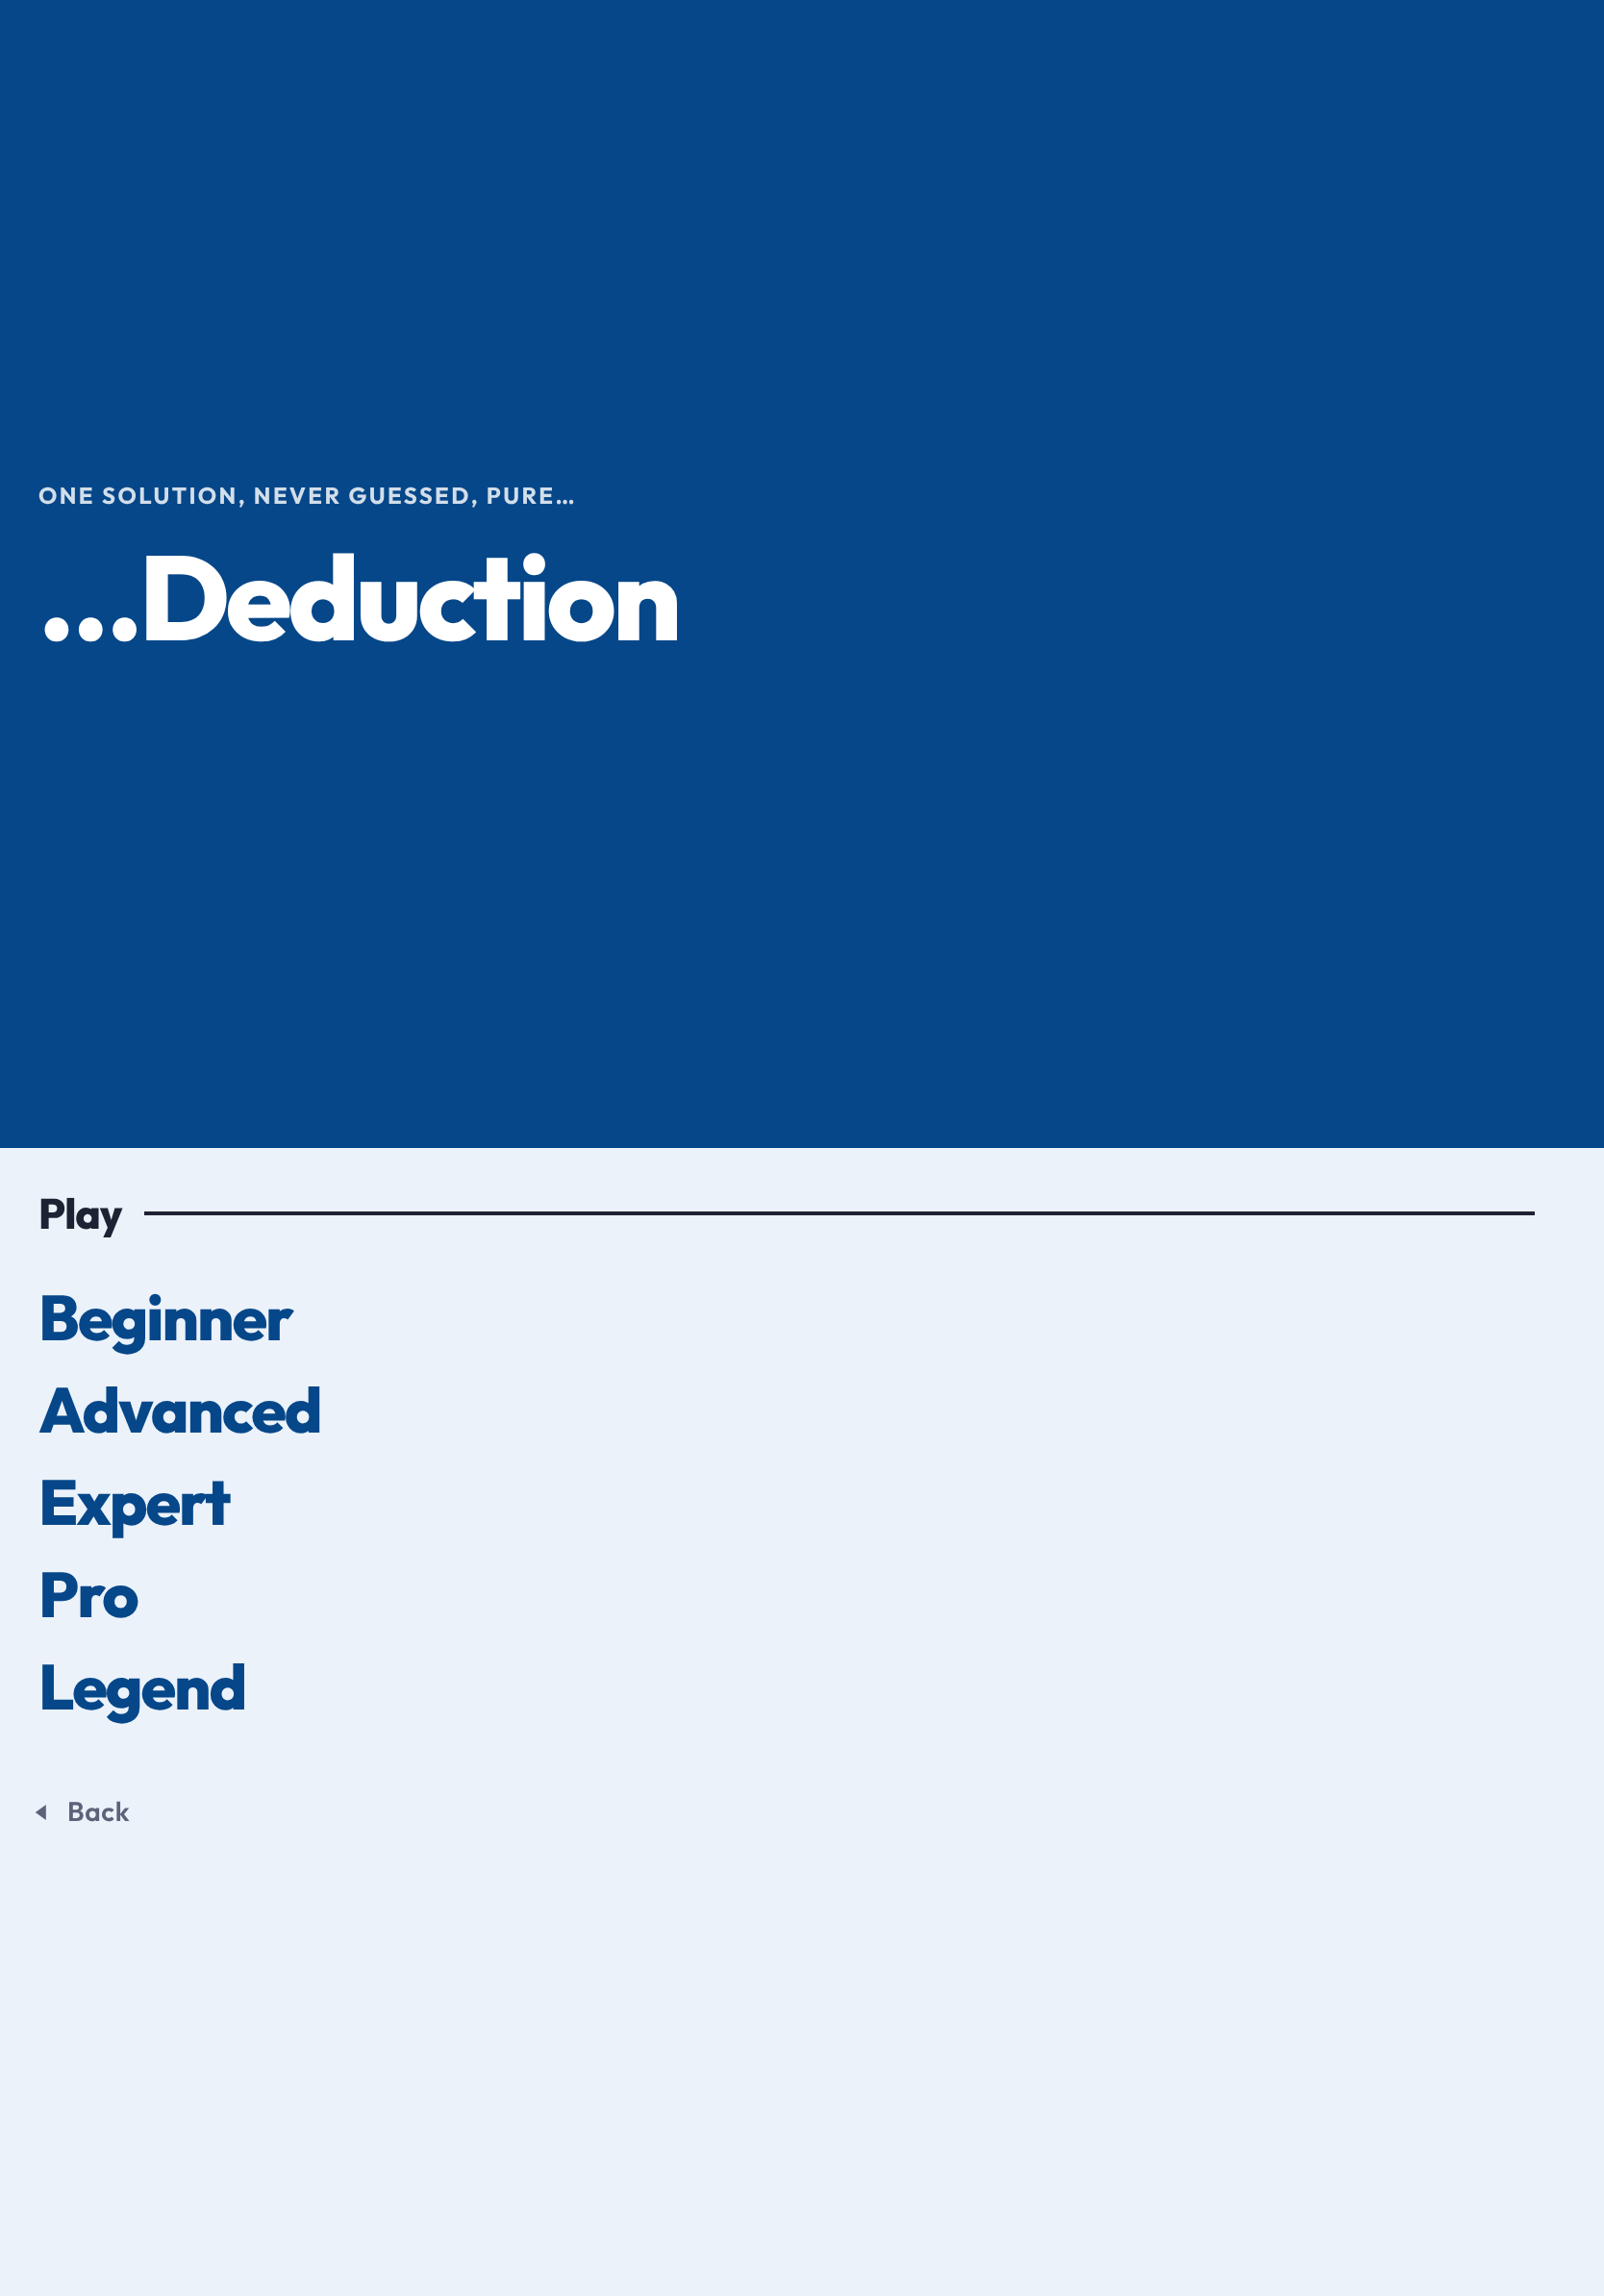 ONE SOLUTION, NEVER GUESSED, PURE…
...Deduction
Play
Beginner
Advanced
Expert
Pro
Legend
Back